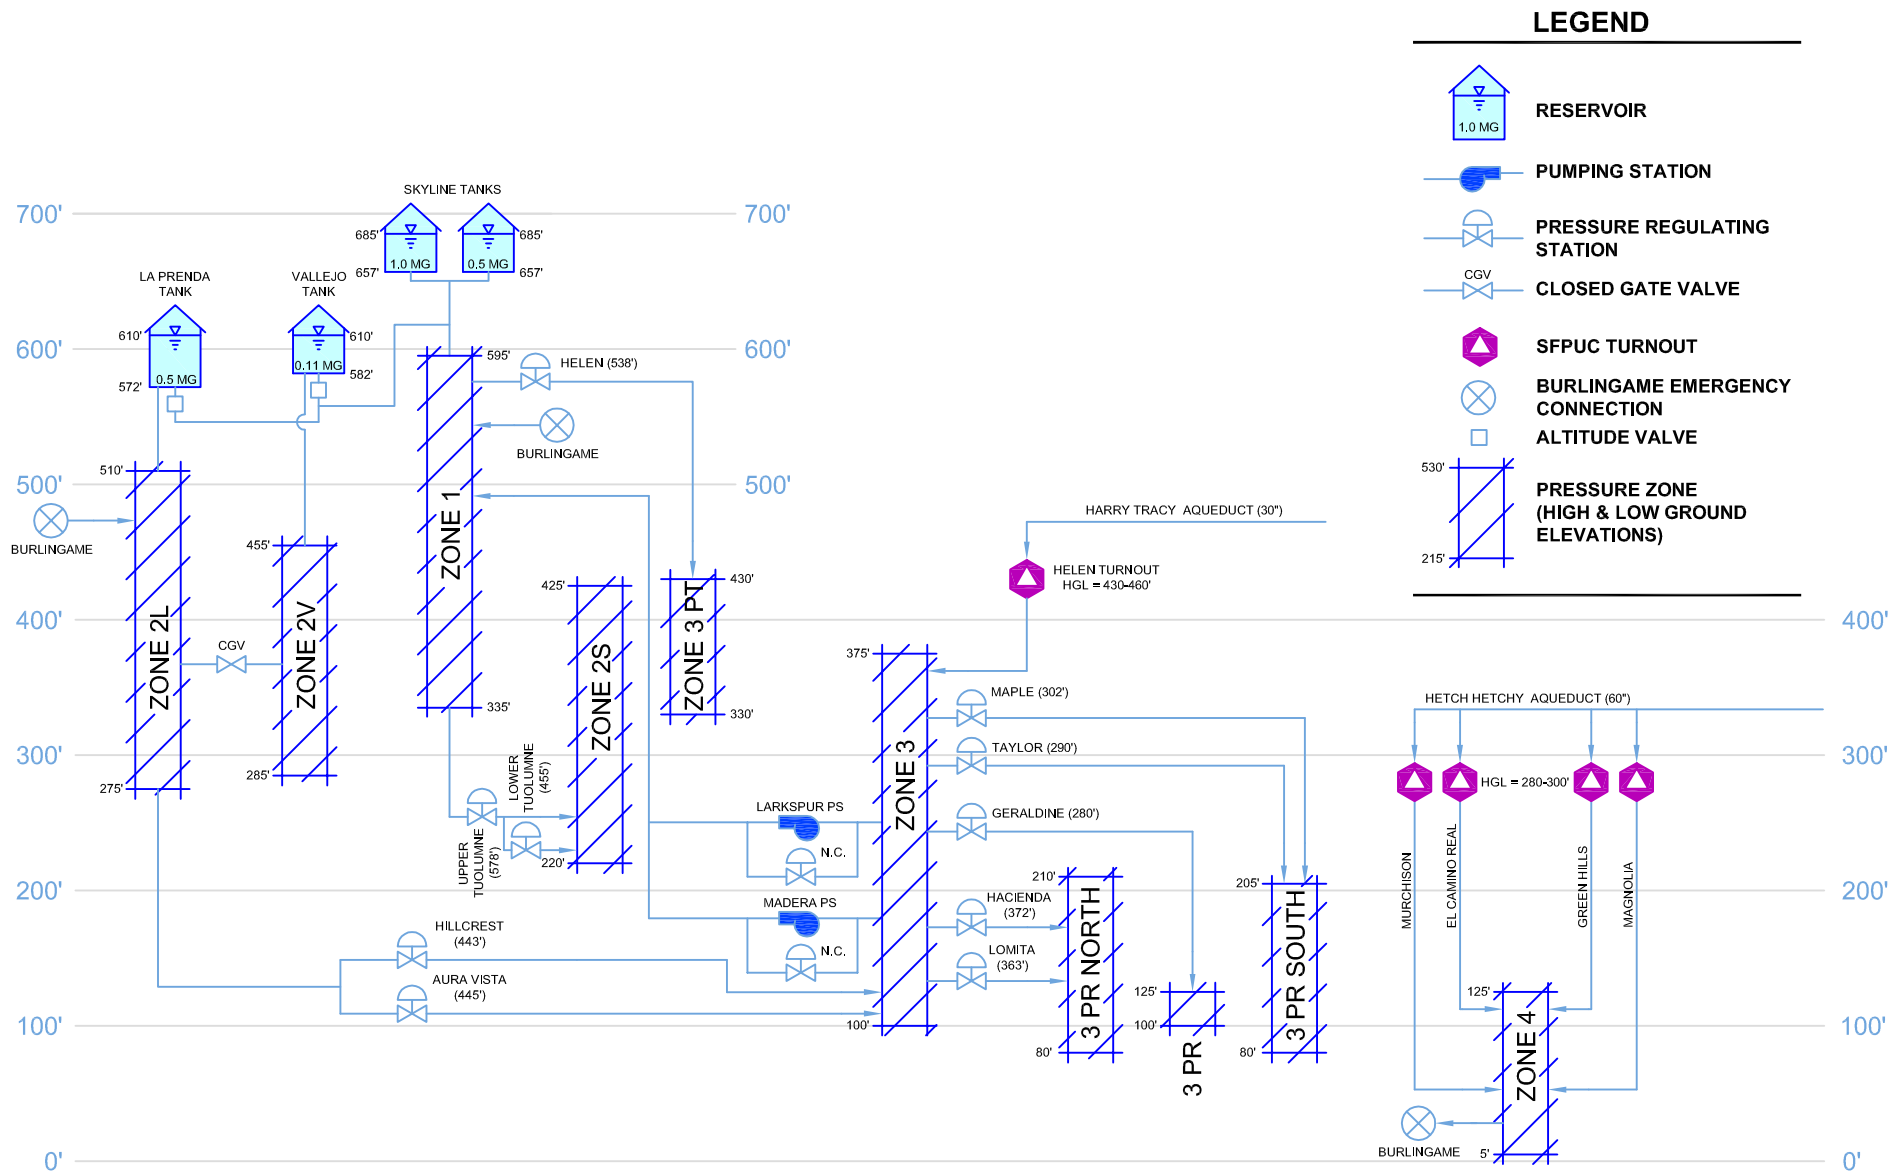 LEGEND
1.0 MG
RESERVOIR
PUMPING STATION
PRESSURE REGULATING
STATION
CGV
CLOSED GATE VALVE
SFPUC TURNOUT
BURLINGAME EMERGENCY
CONNECTION
ALTITUDE VALVE
530'
215'
PRESSURE ZONE
(HIGH & LOW GROUND
ELEVATIONS)
SKYLINE TANKS
700'
700'
685'
1.0 MG
657'
685'
0.5 MG
657'
LA PRENDA
TANK
610'
0.5 MG
572'
VALLEJO
TANK
610'
0.11 MG
582'
600'
600'
595'
ZONE 1
335'
HELEN (538')
BURLINGAME
500'
500'
510'
ZONE 2L
275'
BURLINGAME
455'
ZONE 2V
285'
CGV
425'
ZONE 2S
220'
430'
ZONE 3 PT
330'
HARRY TRACY  AQUEDUCT (30")
HELEN TURNOUT
HGL = 430-460'
400'
400'
375'
ZONE 3
100'
MAPLE (302')
TAYLOR (290')
GERALDINE (280')
HACIENDA
(372')
LOMITA
(363')
HETCH HETCHY  AQUEDUCT (60")
300'
300'
HGL = 280-300'
LOWER
TUOLUMNE
(455')
UPPER
TUOLUMNE
(578')
LARKSPUR PS
N.C.
MADERA PS
N.C.
200'
200'
HILLCREST
(443')
AURA VISTA
(445')
210'
3 PR NORTH
80'
125'
100'
3 PR
205'
3 PR SOUTH
80'
MURCHISON
EL CAMINO REAL
GREEN HILLS
MAGNOLIA
125'
ZONE 4
5'
BURLINGAME
100'
100'
0'
0'